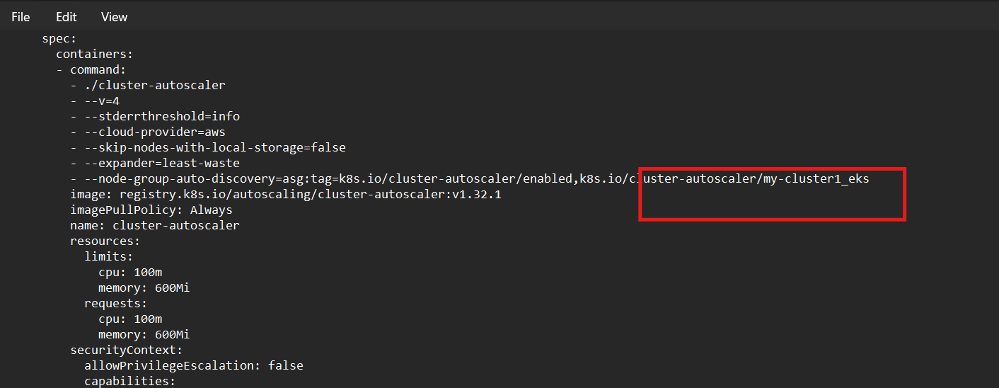 File Edit View
spec:
containers:
- command:
- ./cluster-autoscaler
- --v=4
- --stderrthreshold=info
- --cloud-provider=aws
- --skip-nodes-with-local-storage=false
- --expander=least-waste
- --node-group-auto-discovery=asg:tag=k8s.io/cluster-autoscaler/enabled,k8s.io/cluster-autoscaler/my-cluster1_eks
image: registry.k8s.io/autoscaling/cluster-autoscaler:v1.32.1
imagePullPolicy: Always
name: cluster-autoscaler
resources:
limits:
cpu: 100m
memory: 600Mi
requests:
cpu: 100m
memory: 600Mi
securityContext:
allowPrivilegeEscalation: false
capabilities: